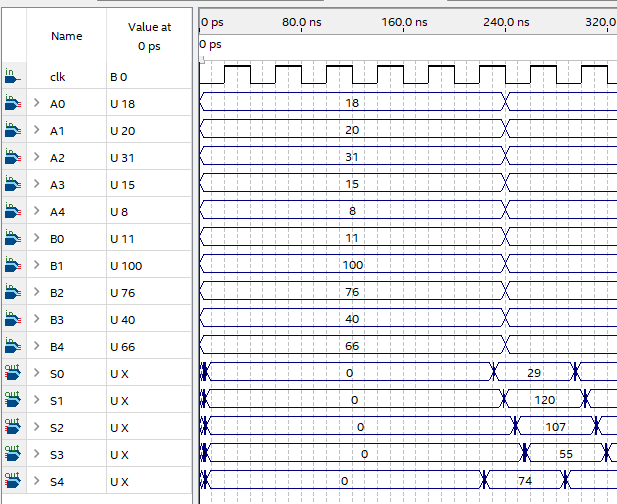 Name
Value at
0 ps
0 ps 80.0 ns 160.0 ns 240.0 ns 320.0
0 ps
in clk B 0
in > A0 U 18 18
in > A1 U 20 20
in > A2 U 31 31
in > A3 U 15 15
in > A4 U 8 8
in > B0 U 11 11
in > B1 U 100 100
in > B2 U 76 76
in > B3 U 40 40
in > B4 U 66 66
out > S0 U X 0 29
out > S1 U X 0 120
out > S2 U X 0 107
out > S3 U X 0 55
out > S4 U X 0 74